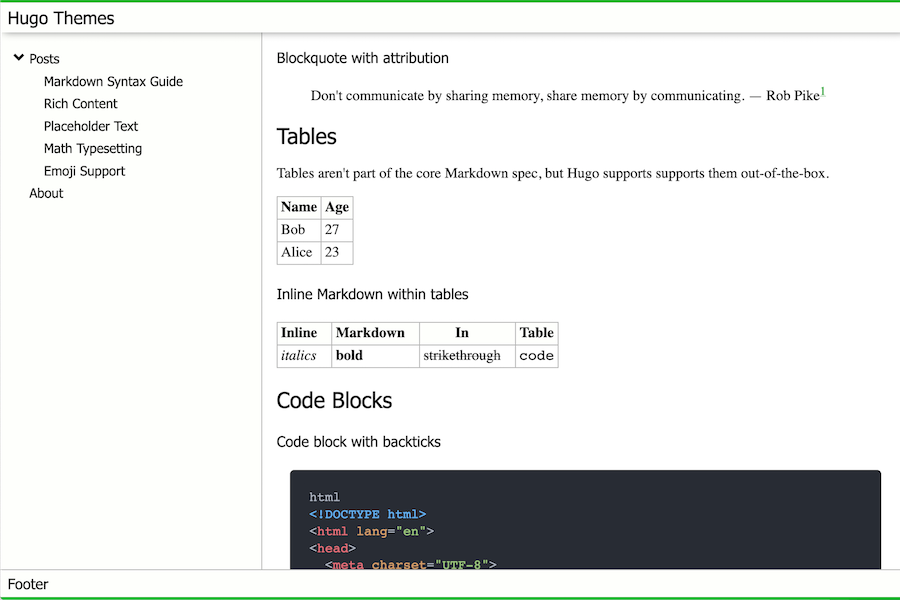 Hugo Themes
Posts
Markdown Syntax Guide
Rich Content
Placeholder Text
Math Typesetting
Emoji Support
About
Blockquote with attribution
Don't communicate by sharing memory, share memory by communicating. — Rob Pike1
Tables
Tables aren't part of the core Markdown spec, but Hugo supports supports them out-of-the-box.
Name Age
Bob 27
Alice 23
Inline Markdown within tables
Inline Markdown In Table
italics bold strikethrough code
Code Blocks
Code block with backticks
html
<!DOCTYPE html>
<html lang="en">
<head>
<meta charset="UTF-8">
Footer